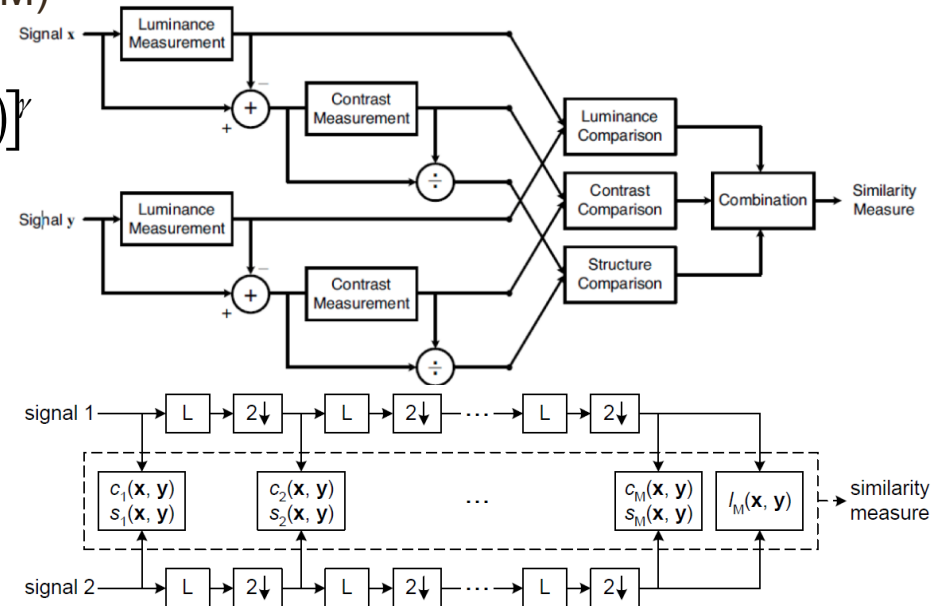 M)
)]γ
Signal x
Luminance
Measurement
−
+
+
Contrast
Measurement
÷
Luminance
Comparison
Contrast
Comparison
Combination
Similarity
Measure
Structure
Comparison
Signal y
Luminance
Measurement
−
+
+
Contrast
Measurement
÷
signal 1
L
2↓
L
2↓
...
L
2↓
c1(x, y)
s1(x, y)
c2(x, y)
s2(x, y)
...
cM(x, y)
sM(x, y)
lM(x, y)
similarity
measure
signal 2
L
2↓
L
2↓
...
L
2↓